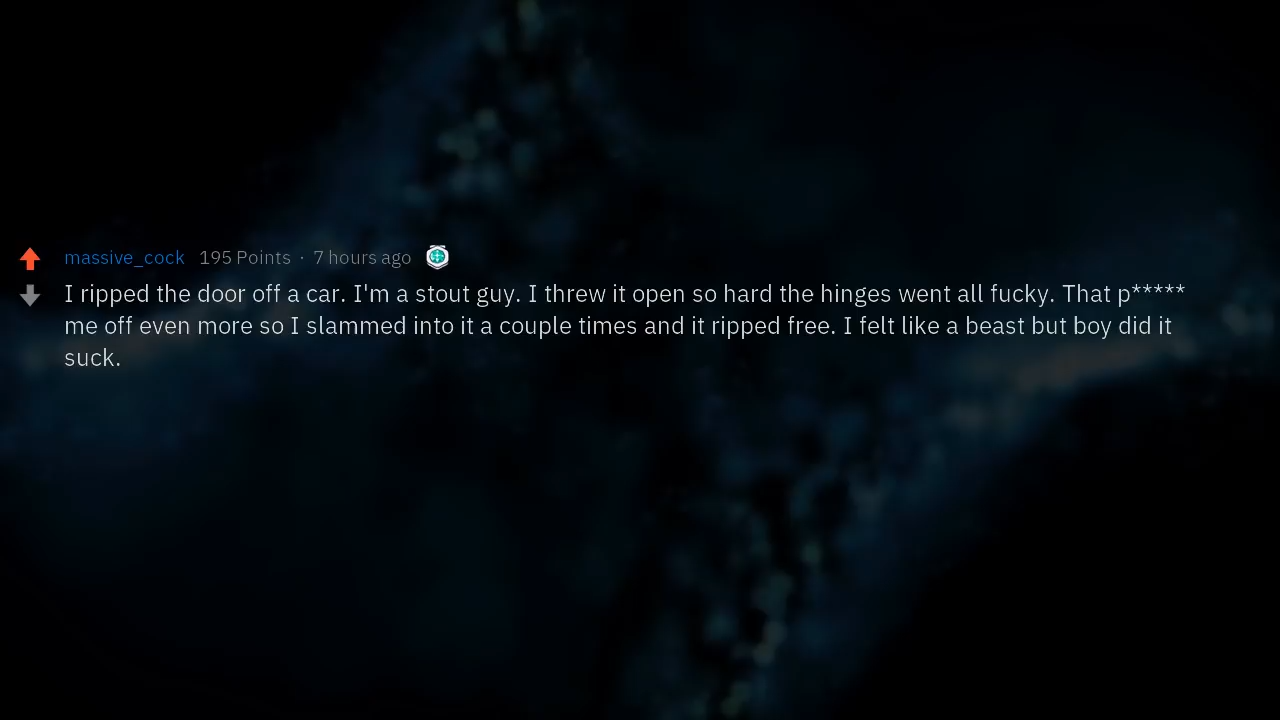 massive_cock 195 Points · 7 hours ago
I ripped the door off a car. I'm a stout guy. I threw it open so hard the hinges went all fucky. That p*****
me off even more so I slammed into it a couple times and it ripped free. I felt like a beast but boy did it
suck.